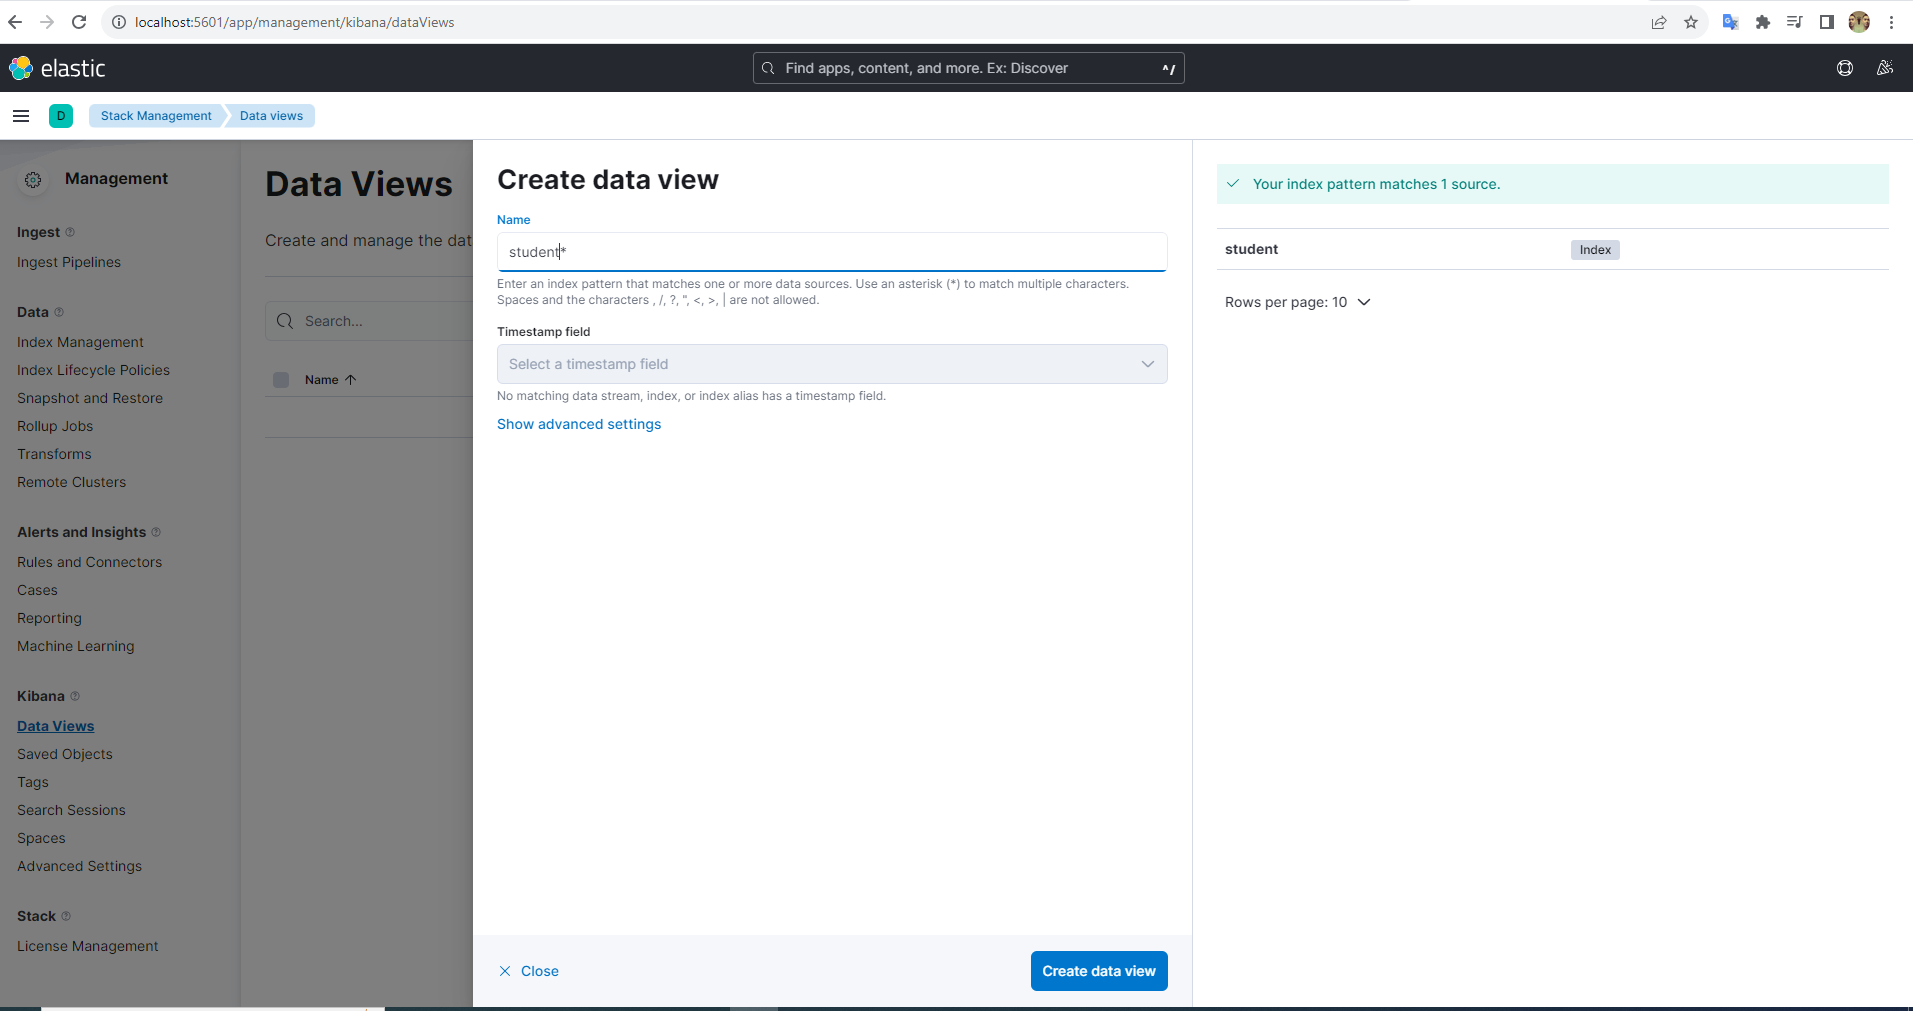 localhost:5601/app/management/kibana/dataViews
elastic
Find apps, content, and more. Ex: Discover
^/
D
Stack Management
Data views
Management
Ingest
Ingest Pipelines
Data
Index Management
Index Lifecycle Policies
Snapshot and Restore
Rollup Jobs
Transforms
Remote Clusters
Alerts and Insights
Rules and Connectors
Cases
Reporting
Machine Learning
Kibana
Data Views
Saved Objects
Tags
Search Sessions
Spaces
Advanced Settings
Stack
License Management
Data Views
Create and manage the dat
Search...
Name
Create data view
Name
student*
Enter an index pattern that matches one or more data sources. Use an asterisk (*) to match multiple characters.
Spaces and the characters , /, ?, ", <, >, | are not allowed.
Timestamp field
Select a timestamp field
No matching data stream, index, or index alias has a timestamp field.
Show advanced settings
Close
Create data view
Your index pattern matches 1 source.
student
Index
Rows per page: 10